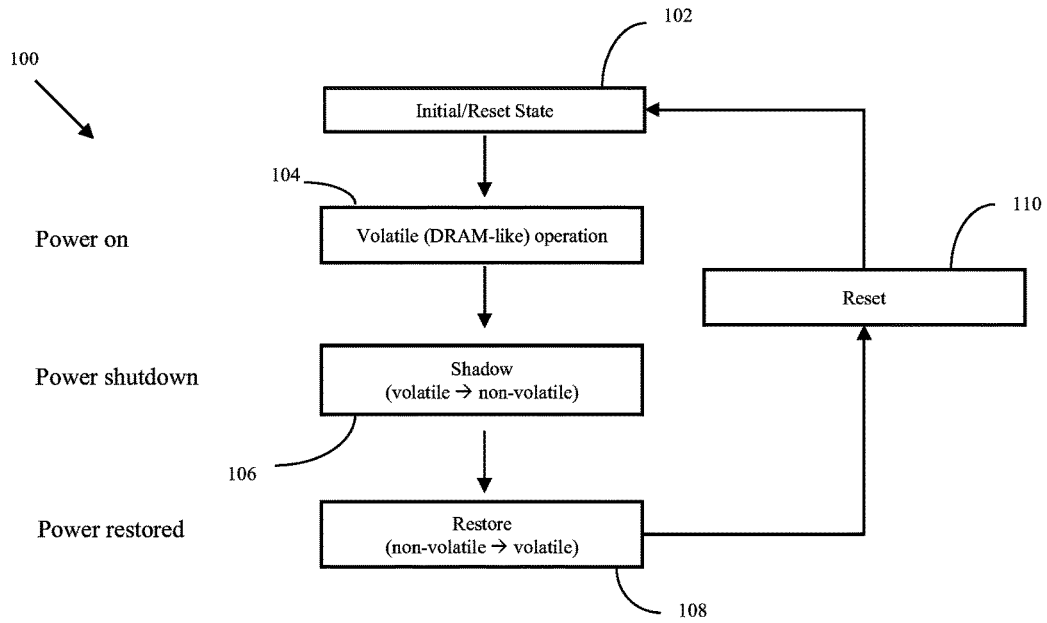 102
100
Initial/Reset State
104
110
Power on
Volatile (DRAM-like) operation
Reset
Power shutdown
Shadow
(volatile → non-volatile)
106
Power restored
Restore
(non-volatile → volatile)
108